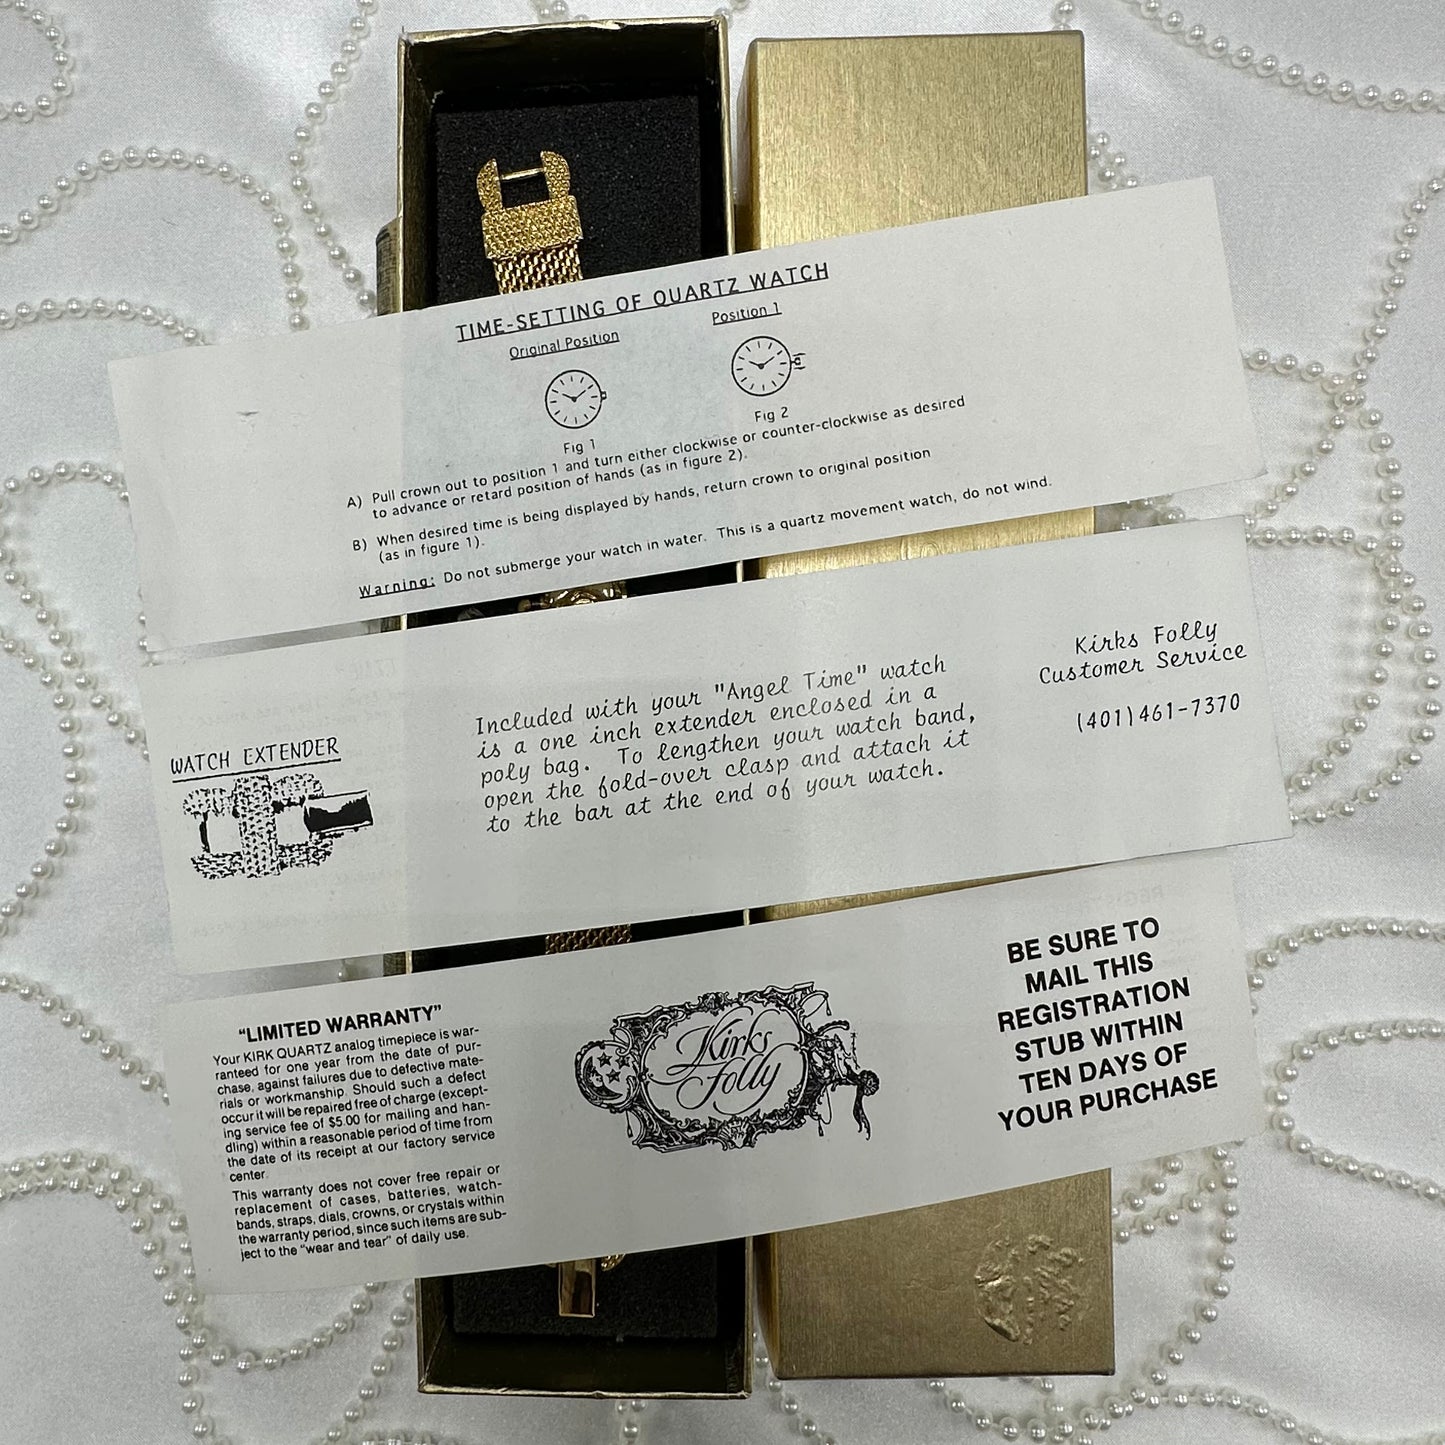 TIME-SETTING OF QUARTZ WATCH
Original Position
Position 1
Fig 1
Fig 2
A) Pull crown out to position 1 and turn either clockwise or counter-clockwise as desired
to advance or retard position of hands (as in figure 2).
B) When desired time is being displayed by hands, return crown to original position
(as in figure 1).
Warning: Do not submerge your watch in water. This is a quartz movement watch, do not wind.
WATCH EXTENDER
Included with your "Angel Time" watch
is a one inch extender enclosed in a
poly bag. To lengthen your watch band,
open the fold-over clasp and attach it
to the bar at the end of your watch.
Kirks Folly
Customer Service
(401)461-7370
“LIMITED WARRANTY”
Your KIRK QUARTZ analog timepiece is war-
ranteed for one year from the date of pur-
chase, against failures due to defective mate-
rials or workmanship. Should such a defect
occur it will be repaired free of charge (except-
ing service fee of $5.00 for mailing and han-
dling) within a reasonable period of time from
the date of its receipt at our factory service
center.
This warranty does not cover free repair or
replacement of cases, batteries, watch-
bands, straps, dials, crowns, or crystals within
the warranty period, since such items are sub-
ject to the “wear and tear” of daily use.
Kirks
Folly
BE SURE TO
MAIL THIS
REGISTRATION
STUB WITHIN
TEN DAYS OF
YOUR PURCHASE